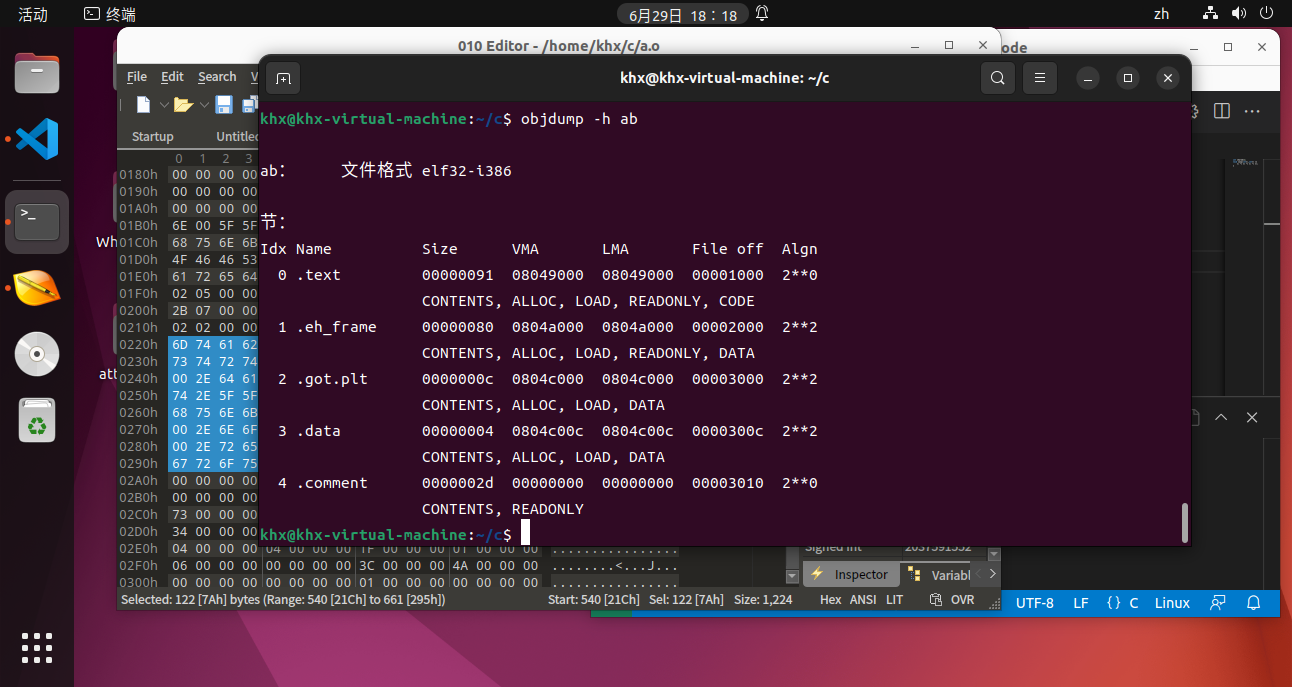 活动 终端 6月29日 18：18 zh
010 Editor - /home/khx/c/a.o
ode
File Edit Search V
Startup Untitled
khx@khx-virtual-machine: ~/c
khx@khx-virtual-machine:~/c$ objdump -h ab
ab： 文件格式 elf32-i386
节：
Idx Name Size VMA LMA File off Algn
0 .text 00000091 08049000 08049000 00001000 2**0
CONTENTS, ALLOC, LOAD, READONLY, CODE
1 .eh_frame 00000080 0804a000 0804a000 00002000 2**2
CONTENTS, ALLOC, LOAD, READONLY, DATA
2 .got.plt 0000000c 0804c000 0804c000 00003000 2**2
CONTENTS, ALLOC, LOAD, DATA
3 .data 00000004 0804c00c 0804c00c 0000300c 2**2
CONTENTS, ALLOC, LOAD, DATA
4 .comment 0000002d 00000000 00000000 00003010 2**0
CONTENTS, READONLY
khx@khx-virtual-machine:~/c$
0 1 2 3
0180h 00 00 00 00
0190h 00 00 00 00
01A0h 00 00 00 00
01B0h 6E 00 5F 5F
Wh
01C0h 68 75 6E 6B
01D0h 4F 46 46 53
01E0h 61 72 65 64
01F0h 02 05 00 00
0200h 2B 07 00 00
0210h 02 02 00 00
0220h 6D 74 61 62
0230h 73 74 72 74
att
0240h 00 2E 64 61
0250h 74 2E 5F 5F
0260h 68 75 6E 6B
0270h 00 2E 6E 6F
0280h 00 2E 72 65
0290h 67 72 6F 75
02A0h 00 00 00 00
02B0h 00 00 00 00
02C0h 73 00 00 00
02D0h 34 00 00 00
02E0h 04 00 00 00 04 00 00 00 1F 00 00 00 01 00 00 00 ................
02F0h 06 00 00 00 00 00 00 00 3C 00 00 00 4A 00 00 00 ........<...J...
0300h 00 00 00 00 00 00 00 00 01 00 00 00 00 00 00 00 ................
Signed Int 2037591552
Inspector Variabl
Selected: 122 [7Ah] bytes (Range: 540 [21Ch] to 661 [295h]) Start: 540 [21Ch] Sel: 122 [7Ah] Size: 1,224 Hex ANSI LIT OVR
UTF-8 LF {} C Linux